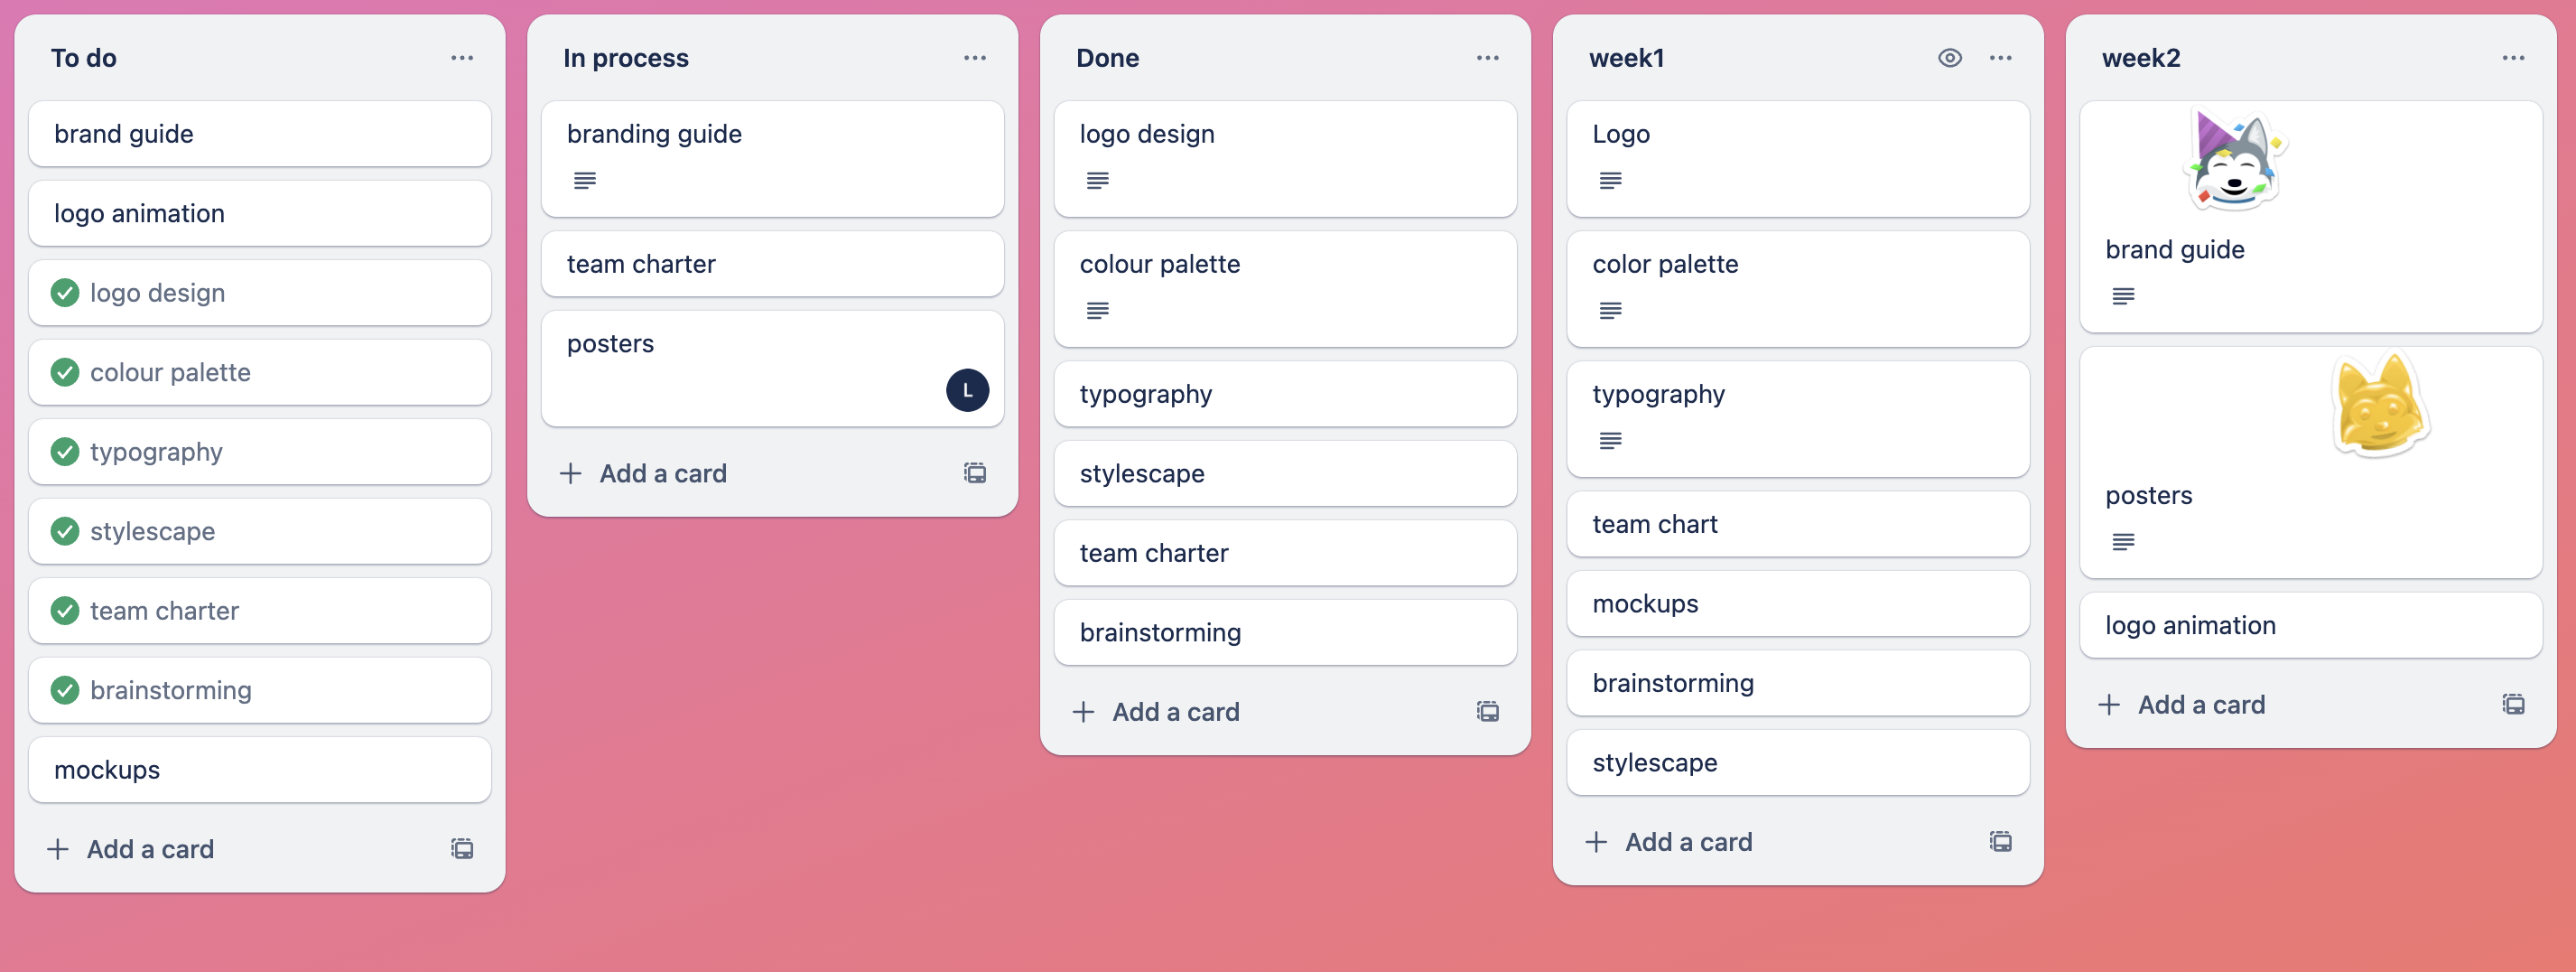 To do
brand guide
logo animation
logo design
colour palette
typography
stylescape
team charter
brainstorming
mockups
Add a card
In process
branding guide
team charter
posters
L
Add a card
Done
logo design
colour palette
typography
stylescape
team charter
brainstorming
Add a card
week1
Logo
color palette
typography
team chart
mockups
brainstorming
stylescape
Add a card
week2
brand guide
posters
logo animation
Add a card